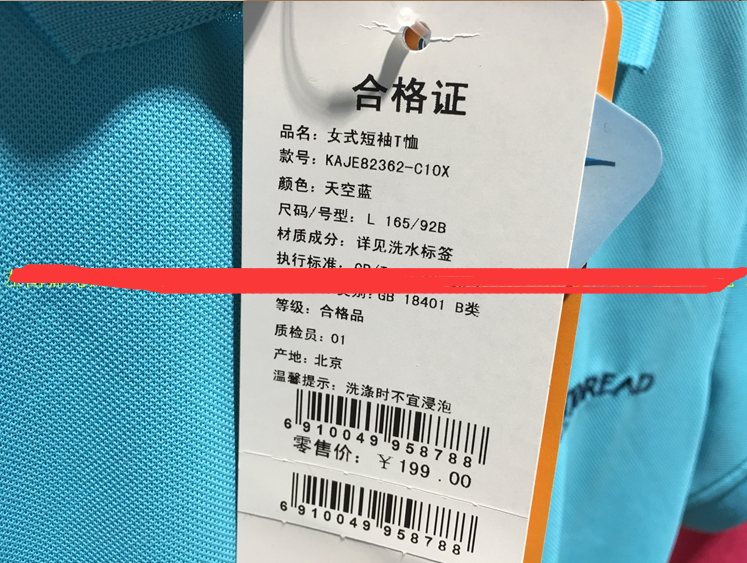 合格证
品名：女式短袖T恤
款号：KAJE82362-C10X
颜色：天空蓝
尺码/号型：L 165/92B
材质成分：详见洗水标签
执行标准：
GB 18401 B类
等级：合格品
质检员：01
产地：北京
温馨提示：洗涤时不宜浸泡
6 910049 958788
零售价：￥199.00
6 910049 958788
READ